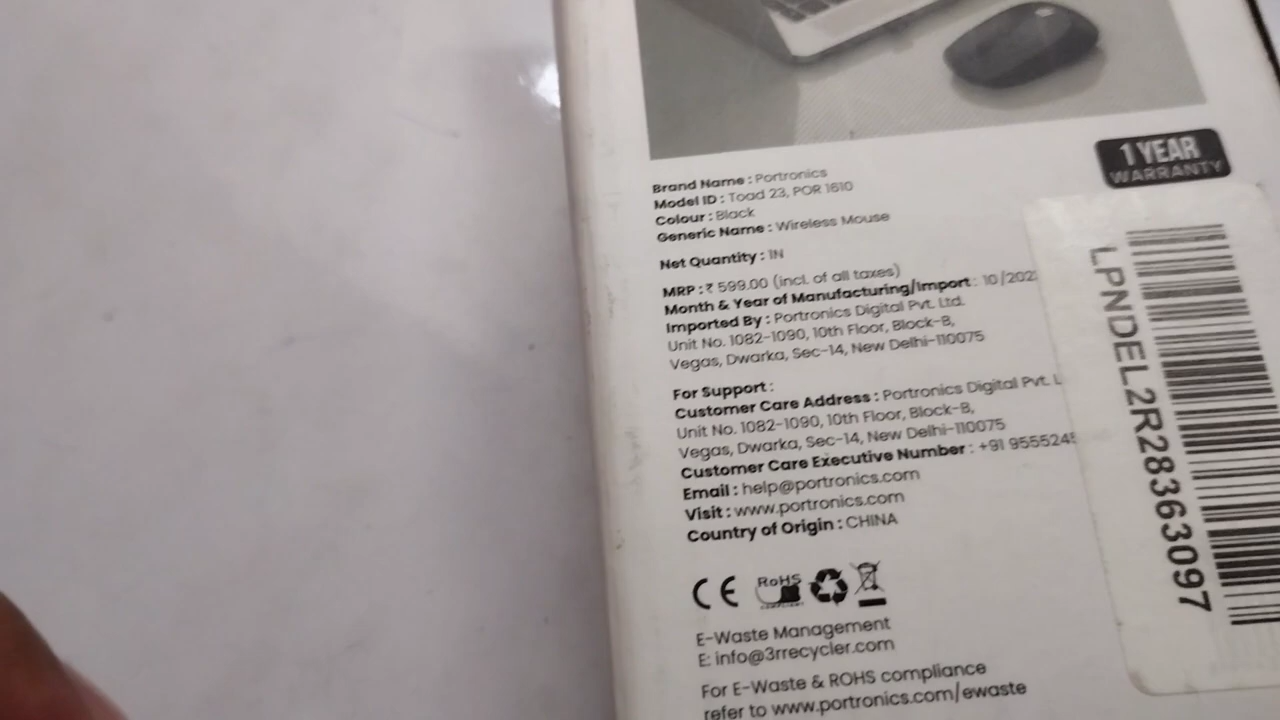 1 YEAR
WARRANTY
Brand Name : Portronics
Model ID : Toad 23, POR 1610
Colour : Black
Generic Name : Wireless Mouse
Net Quantity : 1N
MRP : ₹ 599.00 (incl. of all taxes)
Month & Year of Manufacturing/Import : 10/202
Imported By : Portronics Digital Pvt. Ltd.
Unit No. 1082-1090, 10th Floor, Block-B,
Vegas, Dwarka, Sec-14, New Delhi-110075
For Support :
Customer Care Address : Portronics Digital Pvt. L
Unit No. 1082-1090, 10th Floor, Block-B,
Vegas, Dwarka, Sec-14, New Delhi-110075
Customer Care Executive Number : +91 955524
Email : help@portronics.com
Visit : www.portronics.com
Country of Origin : CHINA
CE RoHS
E-Waste Management
E: info@3rrecycler.com
For E-Waste & ROHS compliance
refer to www.portronics.com/ewaste
LPNDEL2R28363097